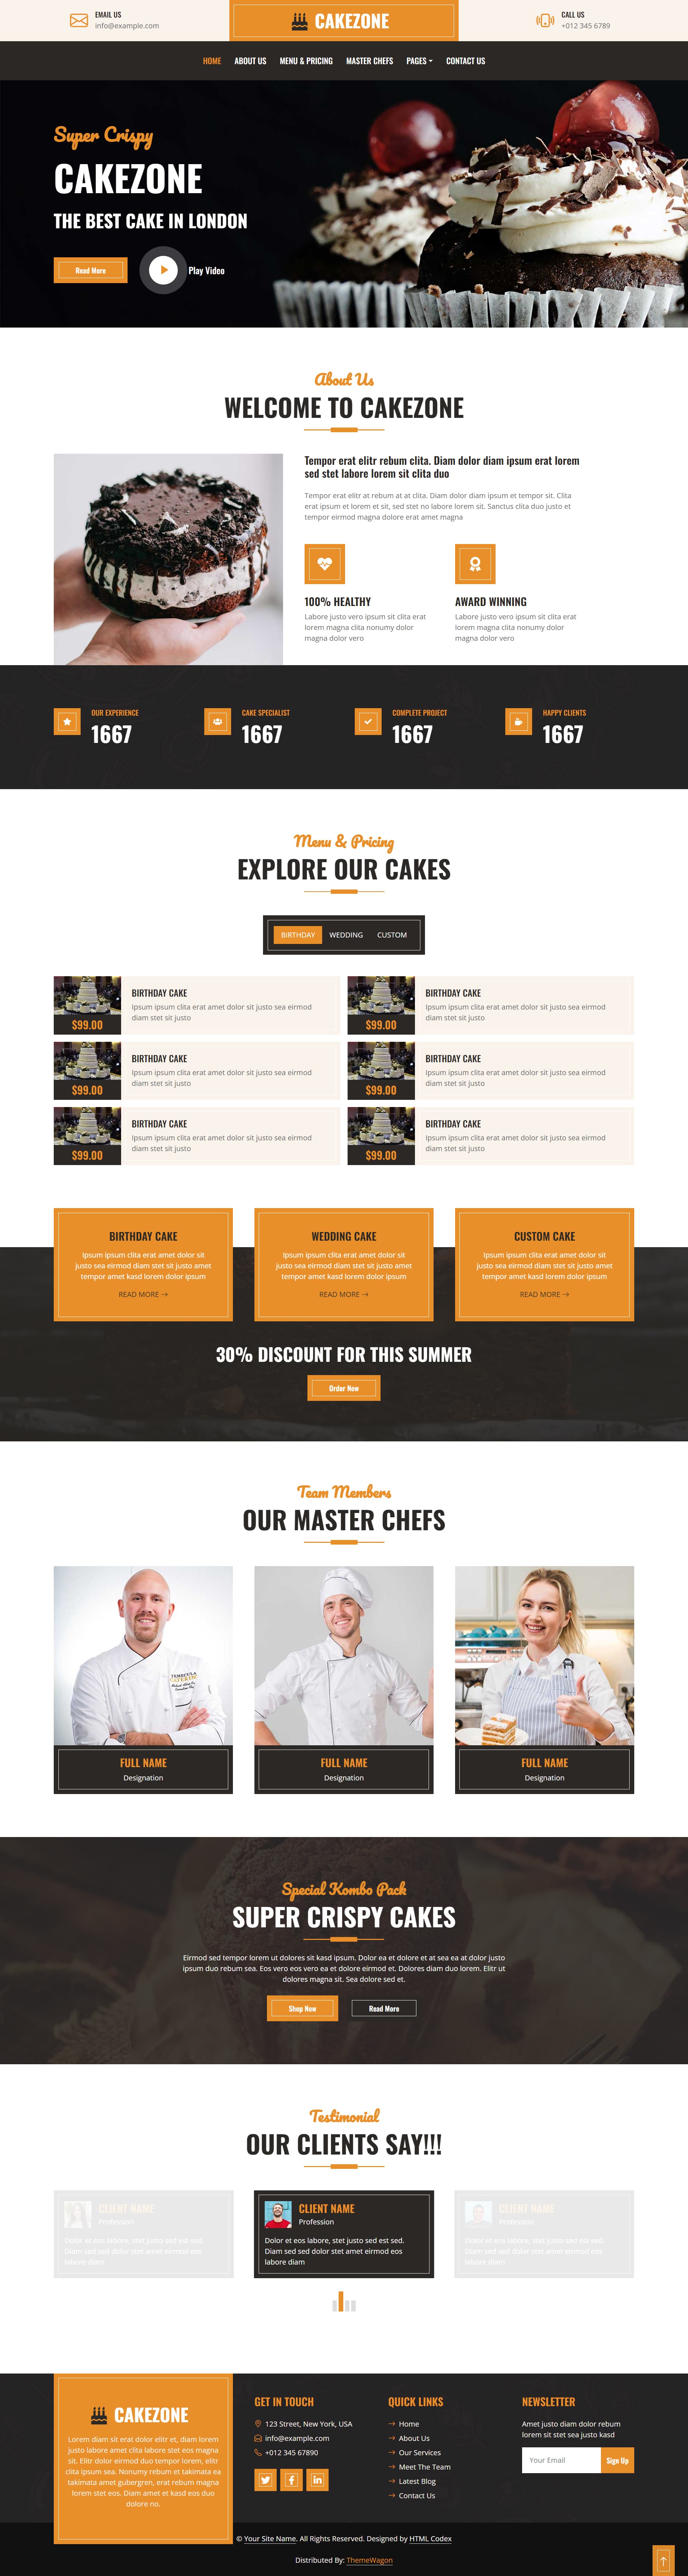 EMAIL US
info@example.com
CAKEZONE
CALL US
+012 345 6789
HOME
ABOUT US
MENU & PRICING
MASTER CHEFS
PAGES
CONTACT US
Super Crispy
CAKEZONE
THE BEST CAKE IN LONDON
Read More
Play Video
About Us
WELCOME TO CAKEZONE
Tempor erat elitr rebum clita. Diam dolor diam ipsum erat lorem
sed stet labore lorem sit clita duo
Tempor erat elitr at rebum at at clita. Diam dolor diam ipsum et tempor sit. Clita
erat ipsum et lorem et sit, sed stet no labore lorem sit. Sanctus clita duo justo et
tempor eirmod magna dolore erat amet magna
100% HEALTHY
Labore justo vero ipsum sit clita erat
lorem magna clita nonumy dolor
magna dolor vero
AWARD WINNING
Labore justo vero ipsum sit clita erat
lorem magna clita nonumy dolor
magna dolor vero
OUR EXPERIENCE
1667
CAKE SPECIALIST
1667
COMPLETE PROJECT
1667
HAPPY CLIENTS
1667
Menu & Pricing
EXPLORE OUR CAKES
BIRTHDAY
WEDDING
CUSTOM
$99.00
BIRTHDAY CAKE
Ipsum ipsum clita erat amet dolor sit justo sea eirmod
diam stet sit justo
$99.00
BIRTHDAY CAKE
Ipsum ipsum clita erat amet dolor sit justo sea eirmod
diam stet sit justo
$99.00
BIRTHDAY CAKE
Ipsum ipsum clita erat amet dolor sit justo sea eirmod
diam stet sit justo
$99.00
BIRTHDAY CAKE
Ipsum ipsum clita erat amet dolor sit justo sea eirmod
diam stet sit justo
$99.00
BIRTHDAY CAKE
Ipsum ipsum clita erat amet dolor sit justo sea eirmod
diam stet sit justo
$99.00
BIRTHDAY CAKE
Ipsum ipsum clita erat amet dolor sit justo sea eirmod
diam stet sit justo
BIRTHDAY CAKE
Ipsum ipsum clita erat amet dolor sit
justo sea eirmod diam stet sit justo amet
tempor amet kasd lorem dolor ipsum
READ MORE
WEDDING CAKE
Ipsum ipsum clita erat amet dolor sit
justo sea eirmod diam stet sit justo amet
tempor amet kasd lorem dolor ipsum
READ MORE
CUSTOM CAKE
Ipsum ipsum clita erat amet dolor sit
justo sea eirmod diam stet sit justo amet
tempor amet kasd lorem dolor ipsum
READ MORE
30% DISCOUNT FOR THIS SUMMER
Order Now
Team Members
OUR MASTER CHEFS
TEMECULA
CATERING
FULL NAME
Designation
FULL NAME
Designation
FULL NAME
Designation
Special Kombo Pack
SUPER CRISPY CAKES
Eirmod sed tempor lorem ut dolores sit kasd ipsum. Dolor ea et dolore et at sea ea at dolor justo
ipsum duo rebum sea. Eos vero eos vero ea et dolore eirmod et. Dolores diam duo lorem. Elitr ut
dolores magna sit. Sea dolore sed et.
Shop Now
Read More
Testimonial
OUR CLIENTS SAY!!!
CLIENT NAME
Profession
Dolor et eos labore, stet justo sed est sed.
Diam sed sed dolor stet amet eirmod eos
labore diam
CLIENT NAME
Profession
Dolor et eos labore, stet justo sed est sed.
Diam sed sed dolor stet amet eirmod eos
labore diam
CLIENT NAME
Profession
Dolor et eos labore, stet justo sed est sed.
Diam sed sed dolor stet amet eirmod eos
labore diam
CAKEZONE
Lorem diam sit erat dolor elitr et, diam lorem
justo labore amet clita labore stet eos magna
sit. Elitr dolor eirmod duo tempor lorem, elitr
clita ipsum sea. Nonumy rebum et takimata ea
takimata amet gubergren, erat rebum magna
lorem stet eos. Diam amet et kasd eos duo
dolore no.
GET IN TOUCH
123 Street, New York, USA
info@example.com
+012 345 67890
QUICK LINKS
Home
About Us
Our Services
Meet The Team
Latest Blog
Contact Us
NEWSLETTER
Amet justo diam dolor rebum
lorem sit stet sea justo kasd
Your Email
Sign Up
© Your Site Name. All Rights Reserved. Designed by HTML Codex
Distributed By: ThemeWagon